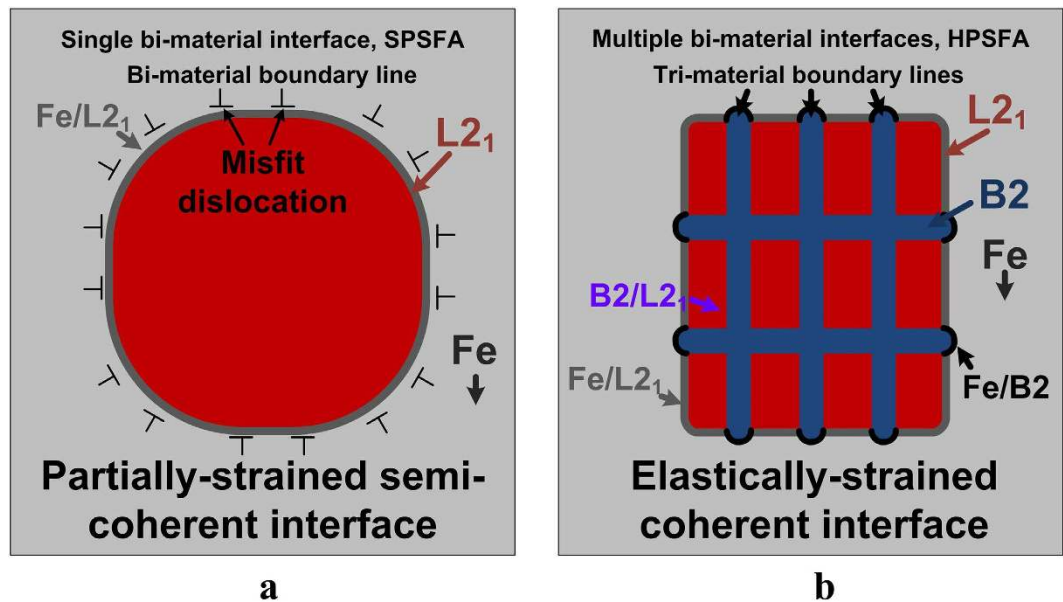 Single bi-material interface, SPSFA
Bi-material boundary line
Fe/L2₁
L2₁
Misfit
dislocation
Fe
Partially-strained semi-
coherent interface
a
Multiple bi-material interfaces, HPSFA
Tri-material boundary lines
L2₁
B2
Fe
B2/L2₁
Fe/L2₁
Fe/B2
Elastically-strained
coherent interface
b